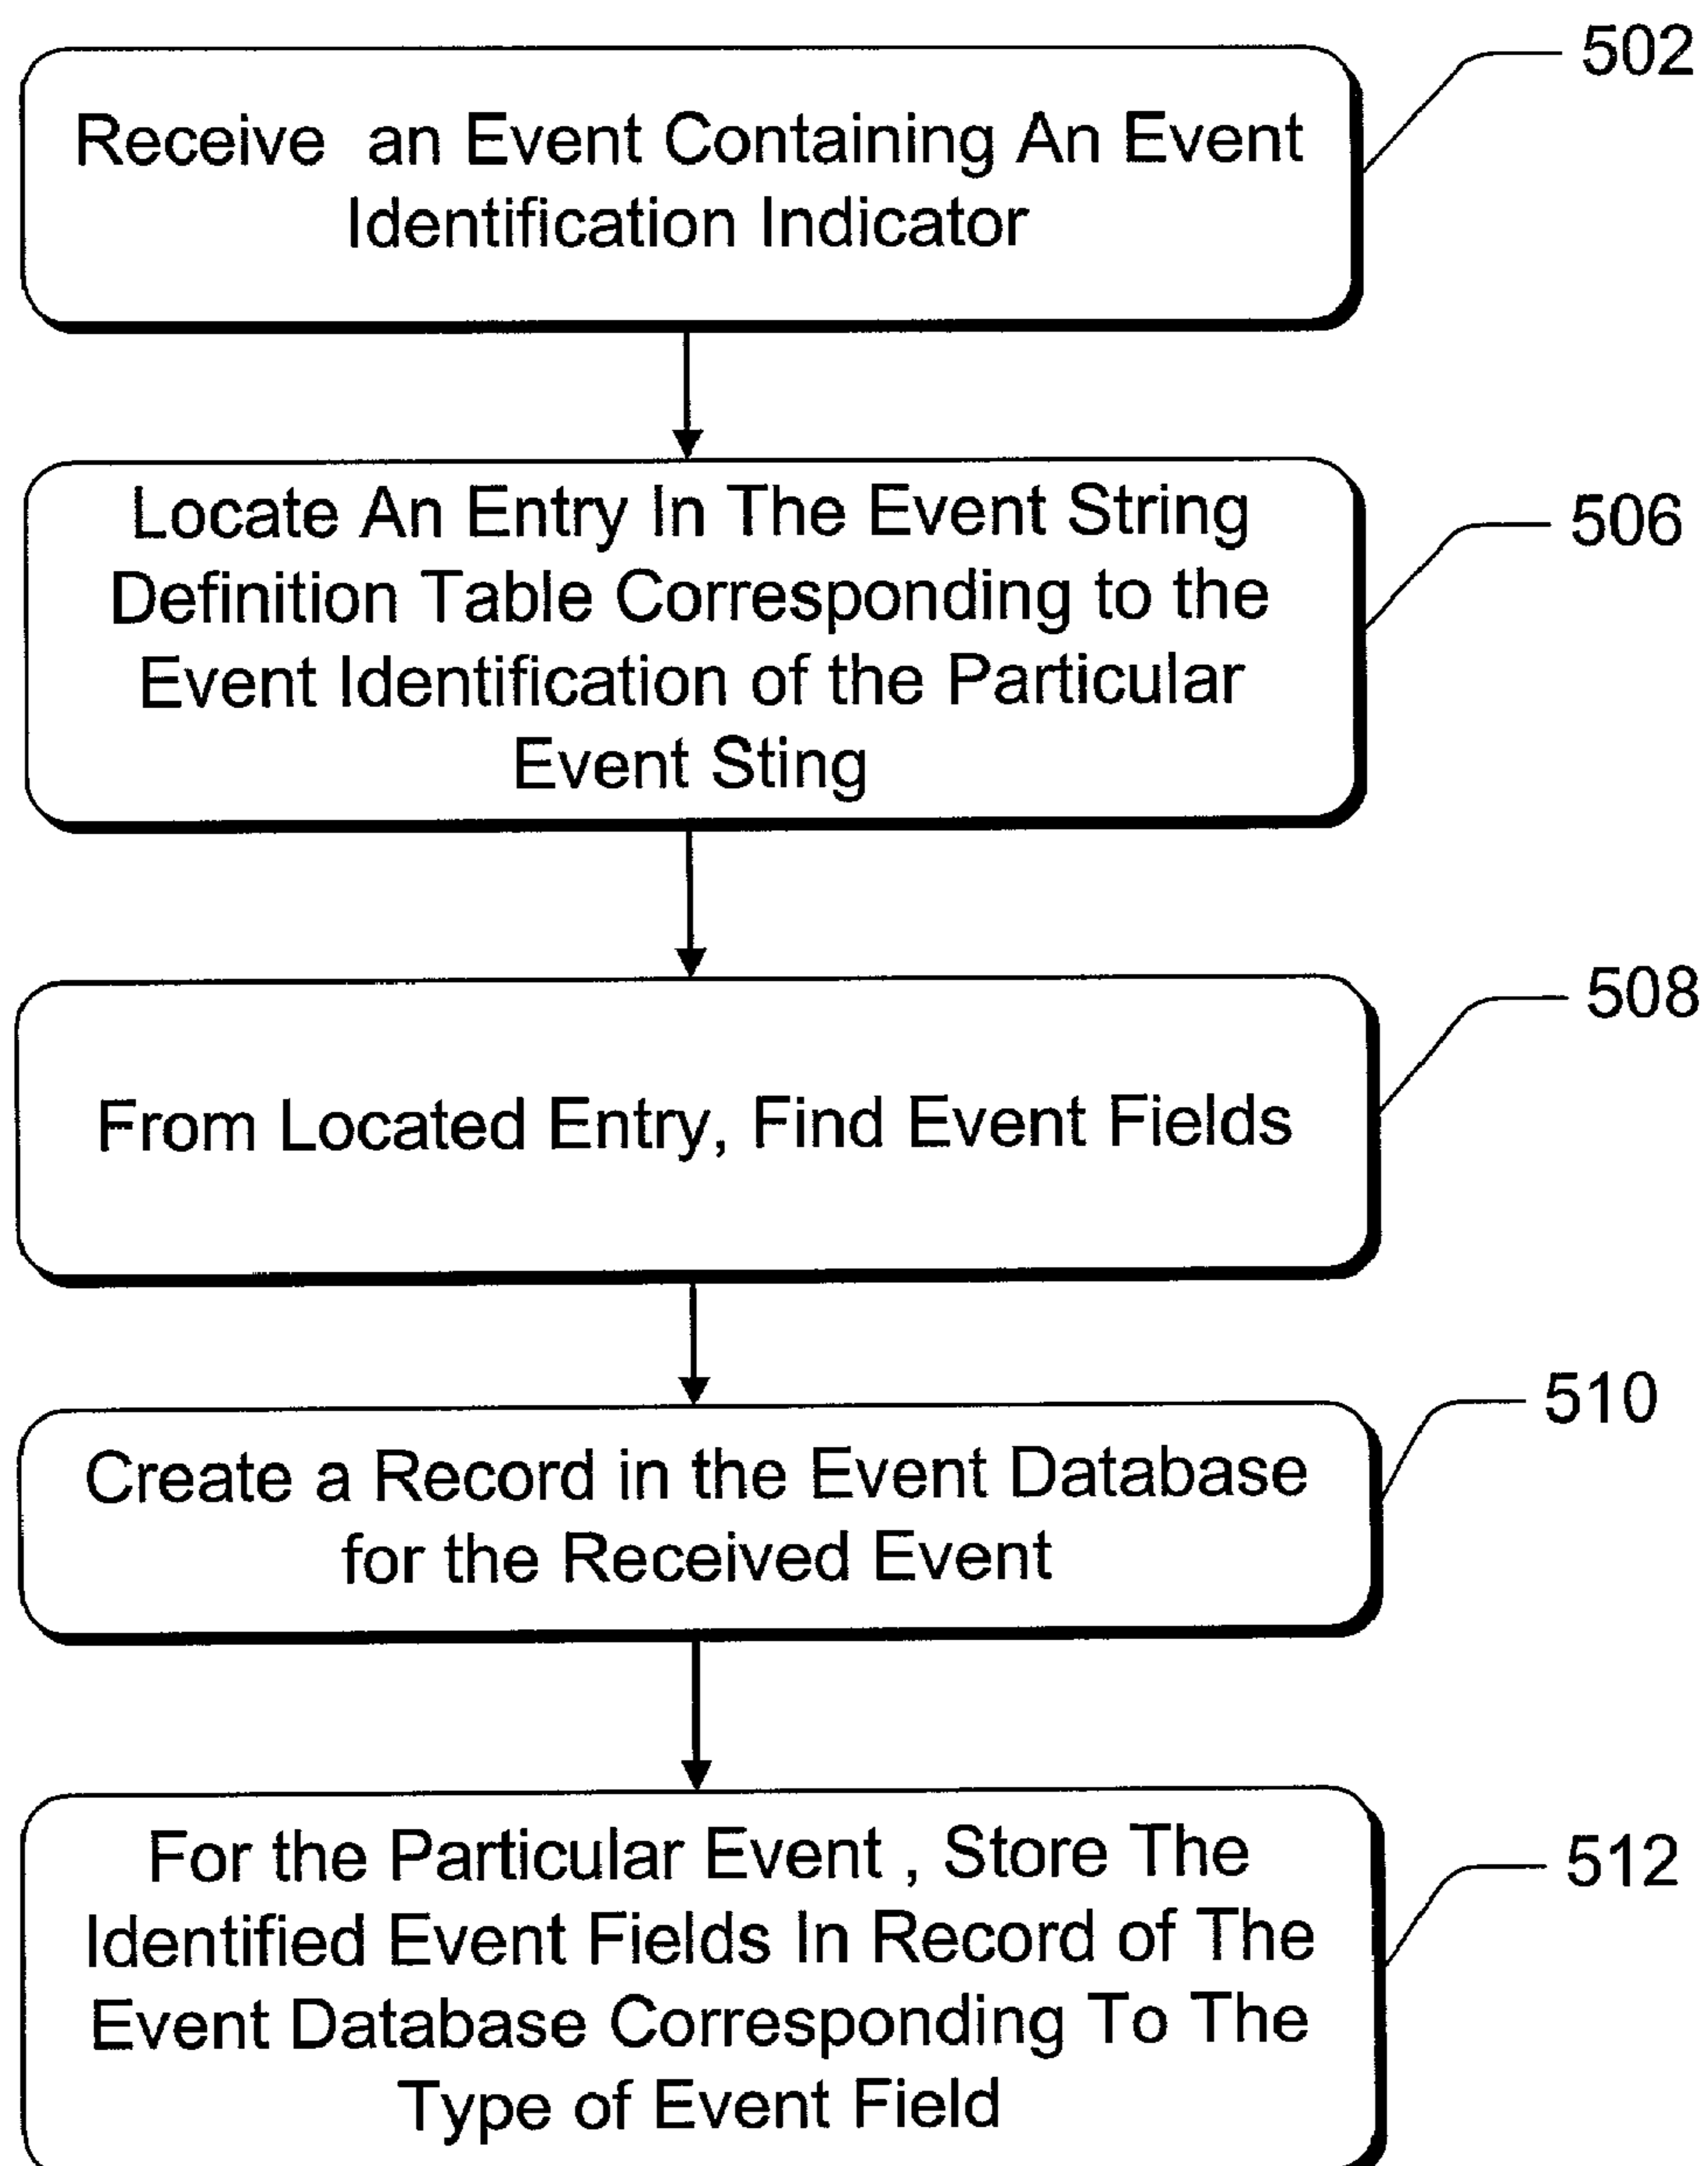 502
Receive an Event Containing An Event
Identification Indicator
506
Locate An Entry In The Event String
Definition Table Corresponding to the
Event Identification of the Particular
Event Sting
508
From Located Entry, Find Event Fields
510
Create a Record in the Event Database
for the Received Event
512
For the Particular Event , Store The
Identified Event Fields In Record of The
Event Database Corresponding To The
Type of Event Field